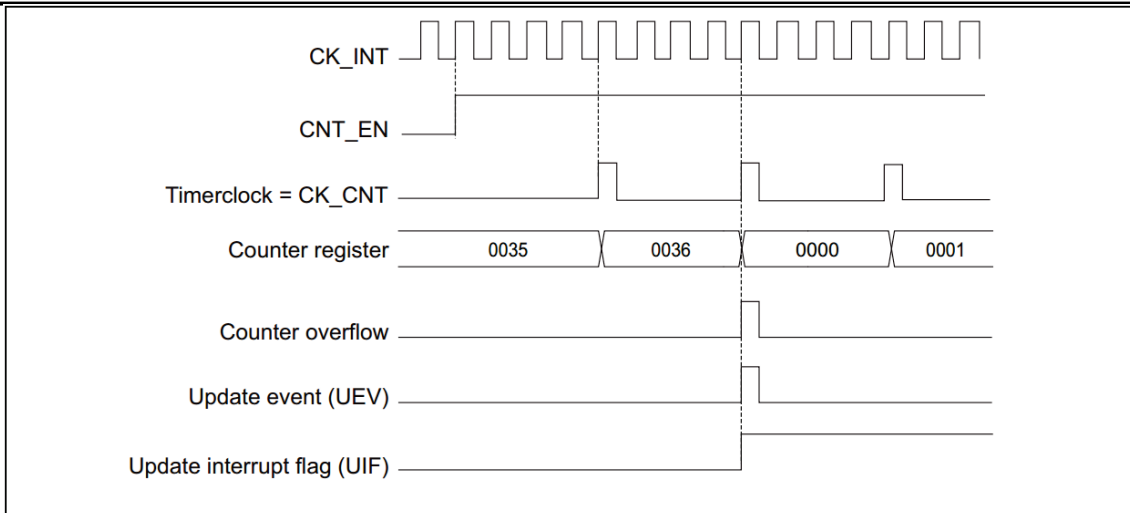 CK_INT
CNT_EN
Timerclock = CK_CNT
Counter register 0035 0036 0000 0001
Counter overflow
Update event (UEV)
Update interrupt flag (UIF)